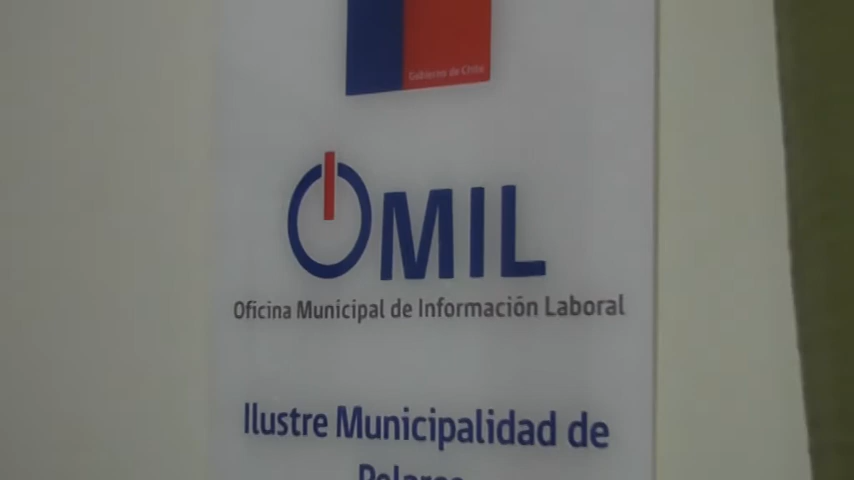 Gobierno de Chile
OMIL
Oficina Municipal de Información Laboral
Ilustre Municipalidad de